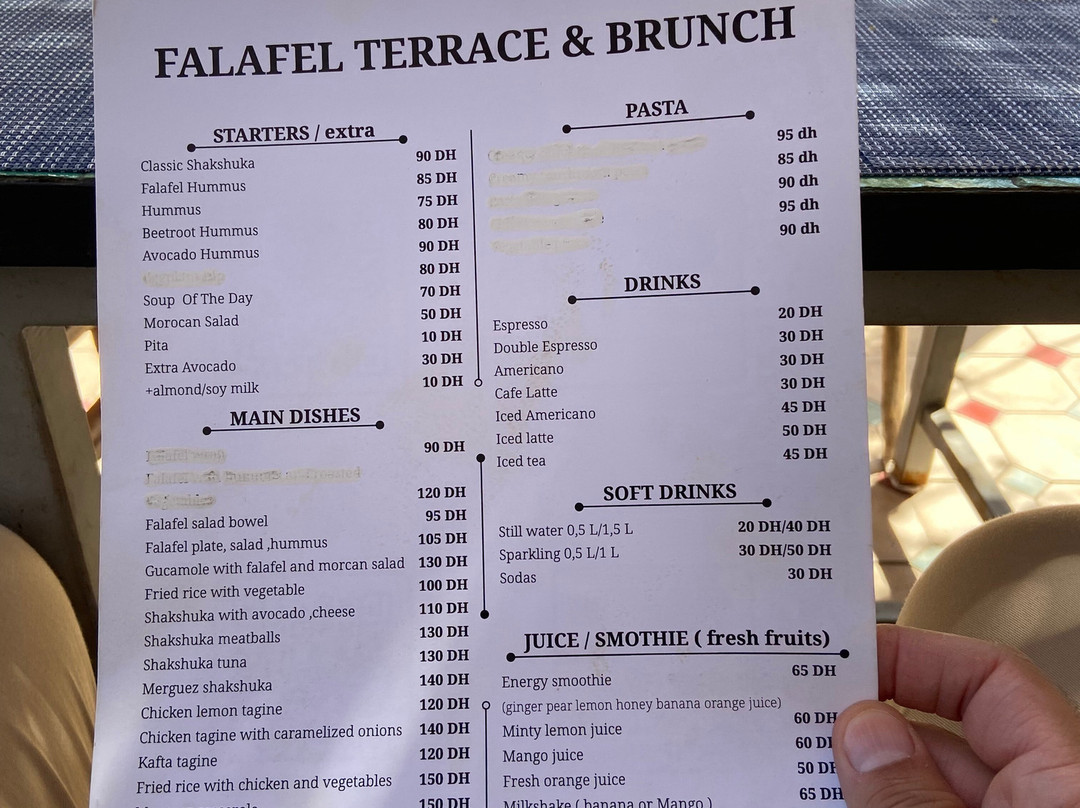 FALAFEL TERRACE & BRUNCH
STARTERS / extra
Classic Shakshuka 90 DH
Falafel Hummus 85 DH
Hummus 75 DH
Beetroot Hummus 80 DH
Avocado Hummus 90 DH
80 DH
Soup Of The Day 70 DH
Morocan Salad 50 DH
Pita 10 DH
Extra Avocado 30 DH
+almond/soy milk 10 DH
MAIN DISHES
90 DH
120 DH
Falafel salad bowel 95 DH
Falafel plate, salad ,hummus 105 DH
Gucamole with falafel and morcan salad 130 DH
Fried rice with vegetable 100 DH
Shakshuka with avocado ,cheese 110 DH
Shakshuka meatballs 130 DH
Shakshuka tuna 130 DH
Merguez shakshuka 140 DH
Chicken lemon tagine 120 DH
Chicken tagine with caramelized onions 140 DH
Kafta tagine 120 DH
Fried rice with chicken and vegetables 150 DH
150 DH
PASTA
95 dh
85 dh
90 dh
95 dh
90 dh
DRINKS
Espresso 20 DH
Double Espresso 30 DH
Americano 30 DH
Cafe Latte 30 DH
Iced Americano 45 DH
Iced latte 50 DH
Iced tea 45 DH
SOFT DRINKS
Still water 0,5 L/1,5 L 20 DH/40 DH
Sparkling 0,5 L/1 L 30 DH/50 DH
Sodas 30 DH
JUICE / SMOTHIE ( fresh fruits)
Energy smoothie 65 DH
(ginger pear lemon honey banana orange juice)
Minty lemon juice 60 DH
Mango juice 60 DH
Fresh orange juice 50 DH
Milkshake ( banana or Mango ) 65 DH